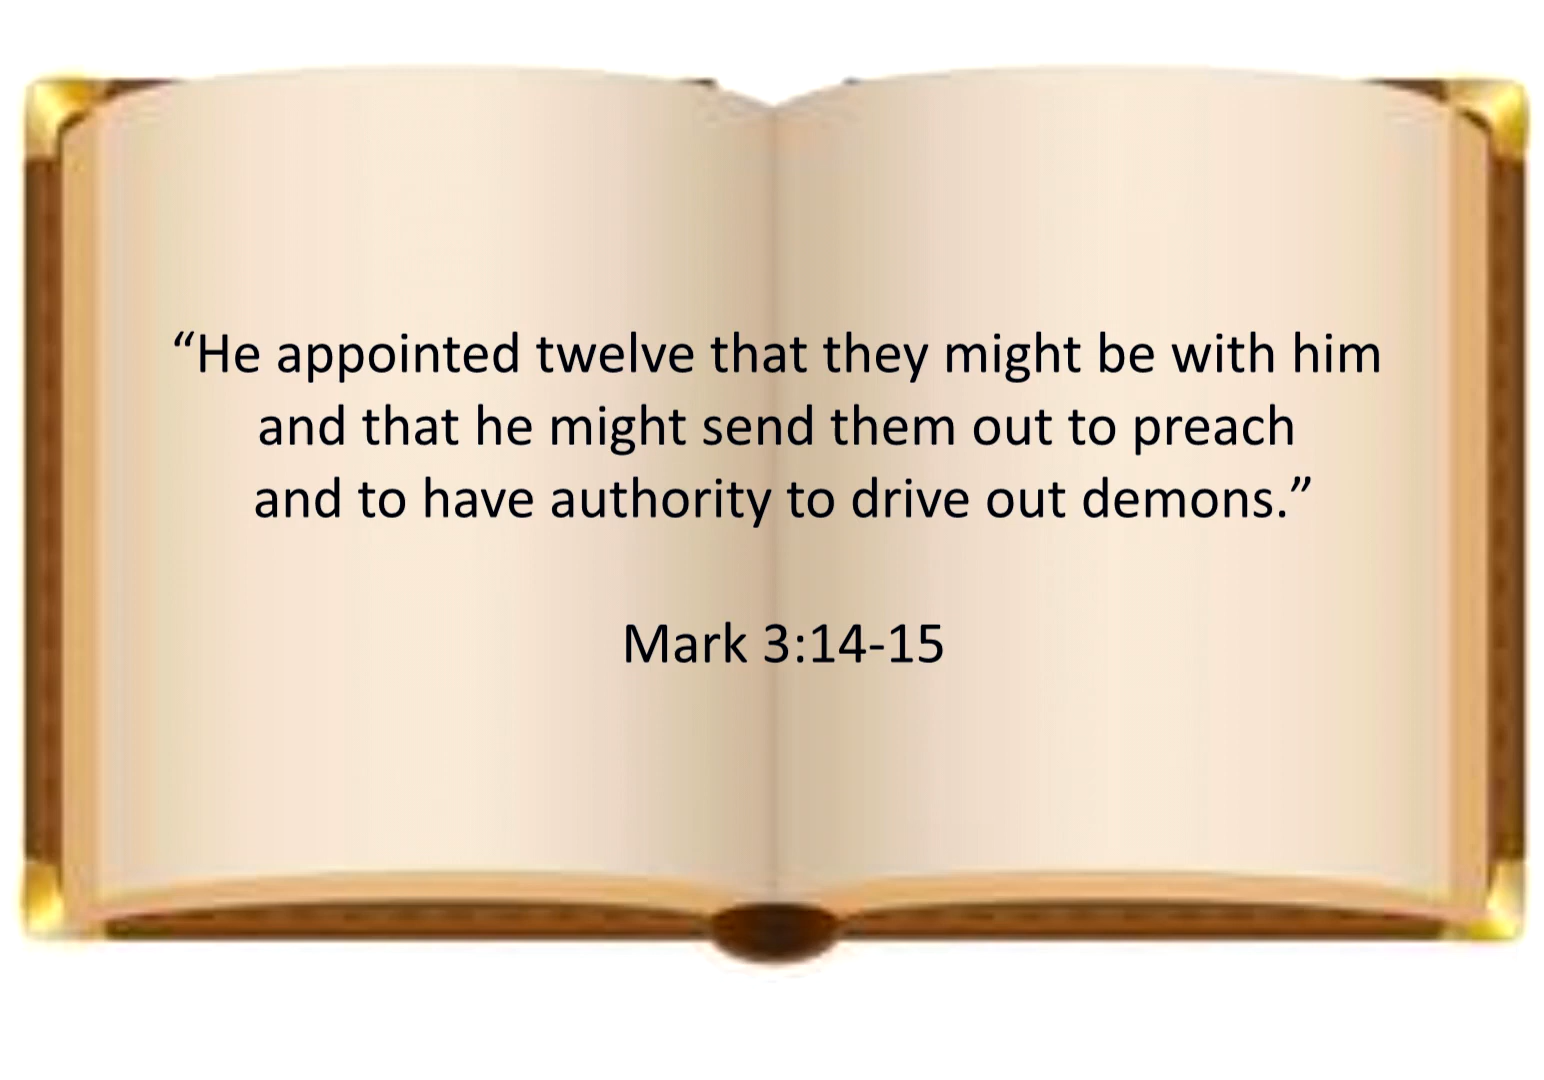 “He appointed twelve that they might be with him
and that he might send them out to preach
and to have authority to drive out demons.”
Mark 3:14-15